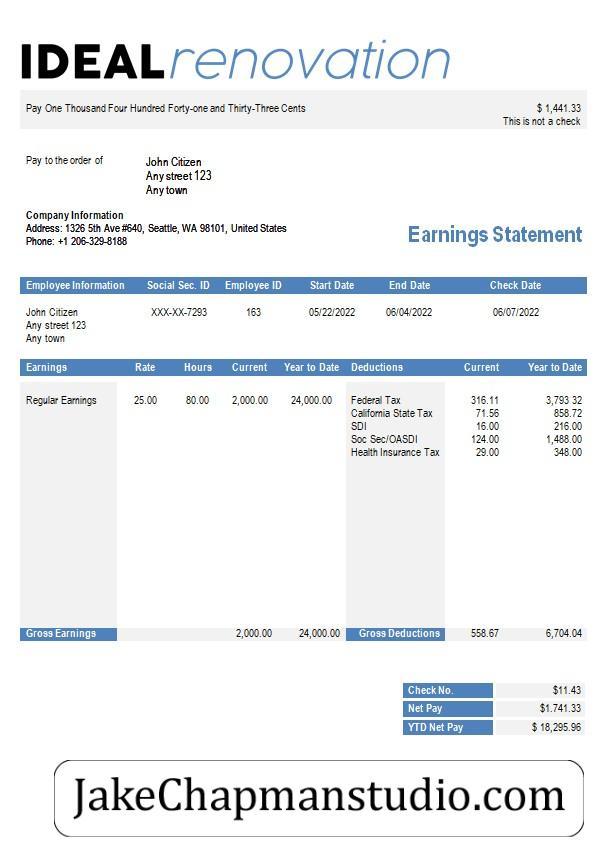 IDEAL renovation
Pay One Thousand Four Hundred Forty-one and Thirty-Three Cents $ 1,441.33
This is not a check
Pay to the order of John Citizen
Any street 123
Any town
Company Information
Address: 1326 5th Ave #640, Seattle, WA 98101, United States
Phone: +1 206-329-8188
Earnings Statement
Employee Information Social Sec. ID Employee ID Start Date End Date Check Date
John Citizen XXX-XX-7293 163 05/22/2022 06/04/2022 06/07/2022
Any street 123
Any town
Earnings Rate Hours Current Year to Date Deductions Current Year to Date
Regular Earnings 25.00 80.00 2,000.00 24,000.00 Federal Tax 316.11 3,793 32
California State Tax 71.56 858.72
SDI 16.00 216.00
Soc Sec/OASDI 124.00 1,488.00
Health Insurance Tax 29.00 348.00
Gross Earnings 2,000.00 24,000.00 Gross Deductions 558.67 6,704.04
Check No. $11.43
Net Pay $1.741.33
YTD Net Pay $ 18,295.96
JakeChapmanstudio.com